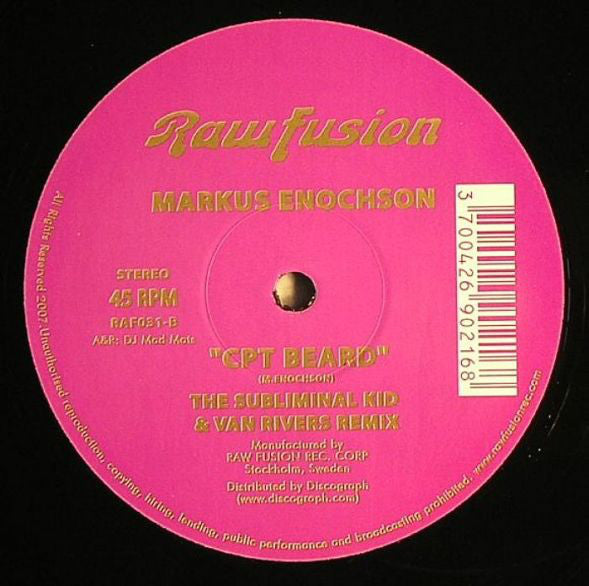 Rawfusion
MARKUS ENOCHSON
3 700426 902168
STEREO
45 RPM
RAF031-B
A&R: DJ Mad Mats
"CPT BEARD"
(M.ENOCHSON)
THE SUBLIMINAL KID
& VAN RIVERS REMIX
Manufactured by
RAW FUSION REC. CORP
Stockholm, Sweden
Distributed by Discograph
(www.discograph.com)
All Rights Reserved 2007. Unauthorised reproduction, copying, hiring, lending, public performance and broadcasting prohibited. www.rawfusionrec.com